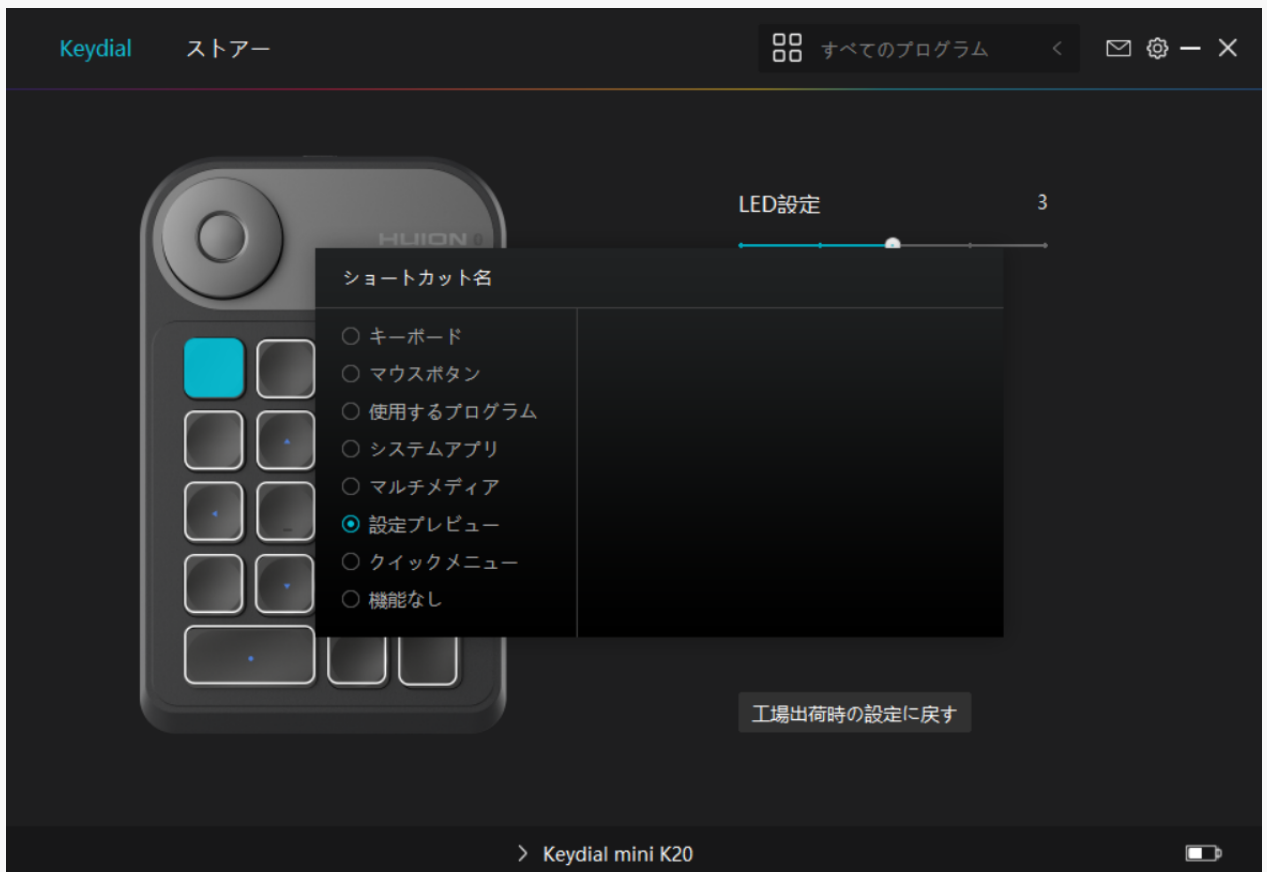 Keydial
ストアー
すべてのプログラム
LED設定
3
HUION
ショートカット名
キーボード
マウスボタン
使用するプログラム
システムアプリ
マルチメディア
設定プレビュー
クイックメニュー
機能なし
工場出荷時の設定に戻す
Keydial mini K20